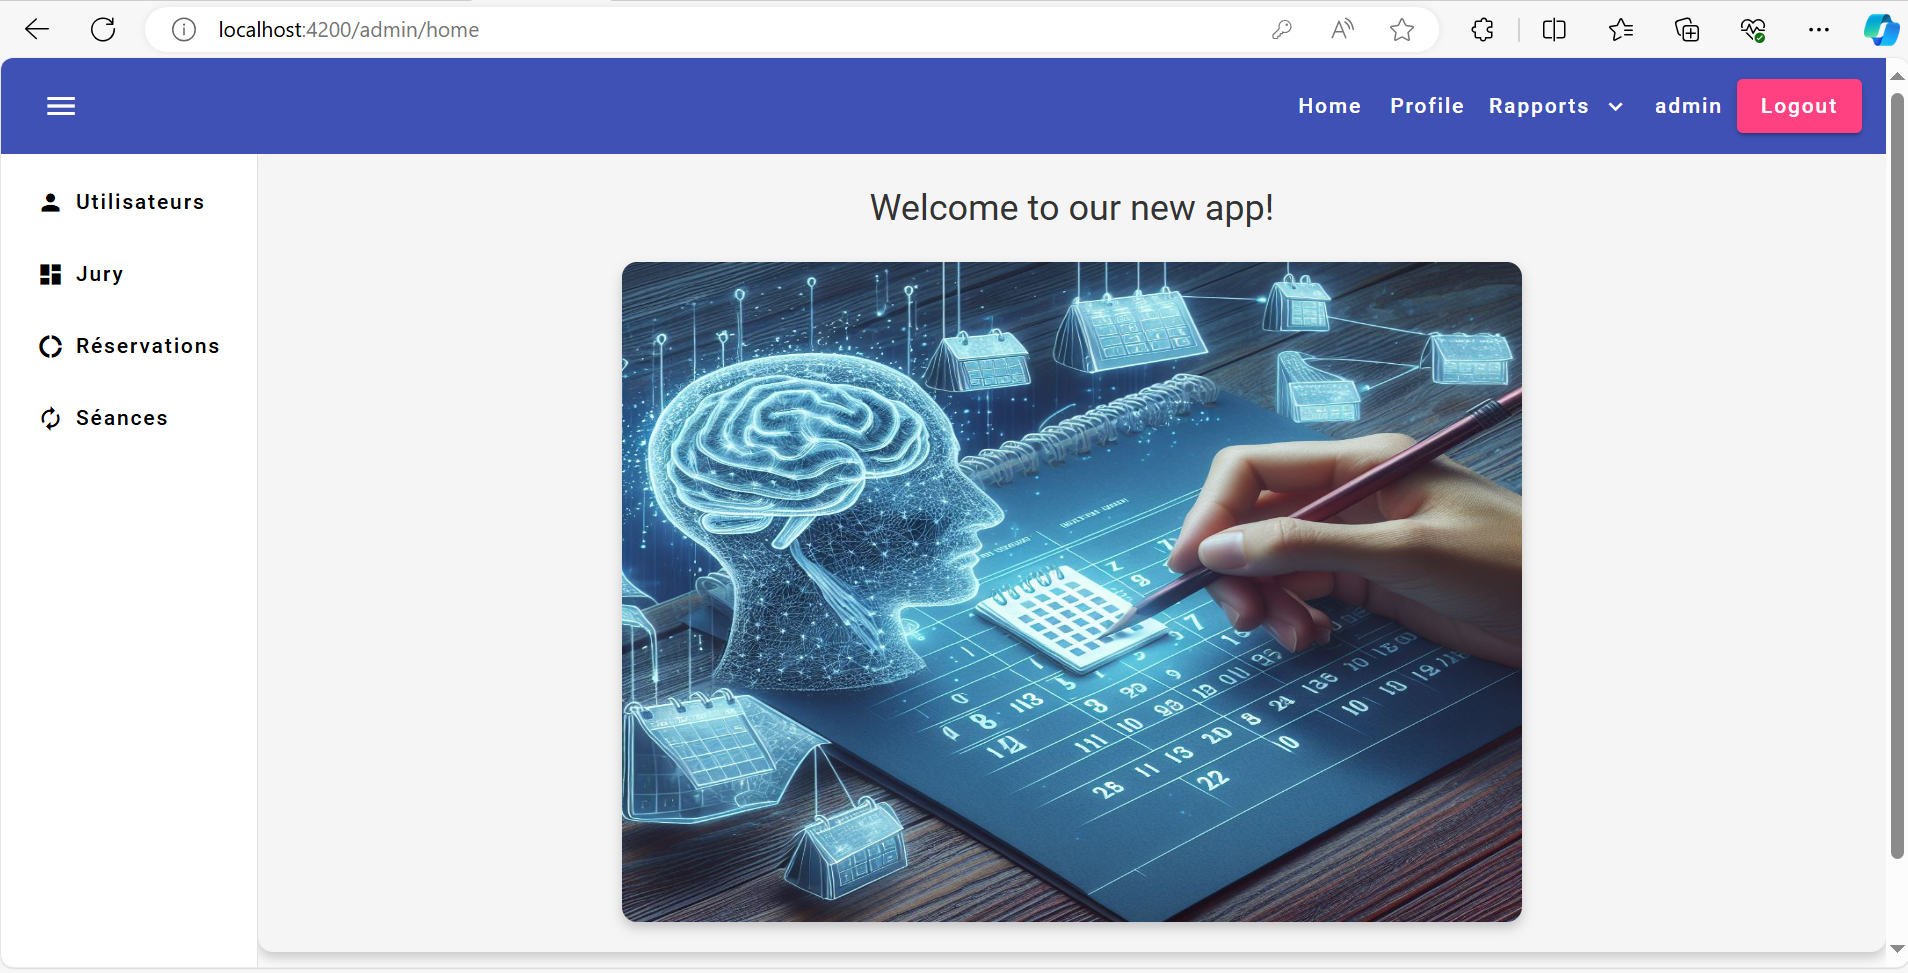 localhost:4200/admin/home
Home Profile Rapports admin Logout
Utilisateurs
Jury
Réservations
Séances
Welcome to our new app!